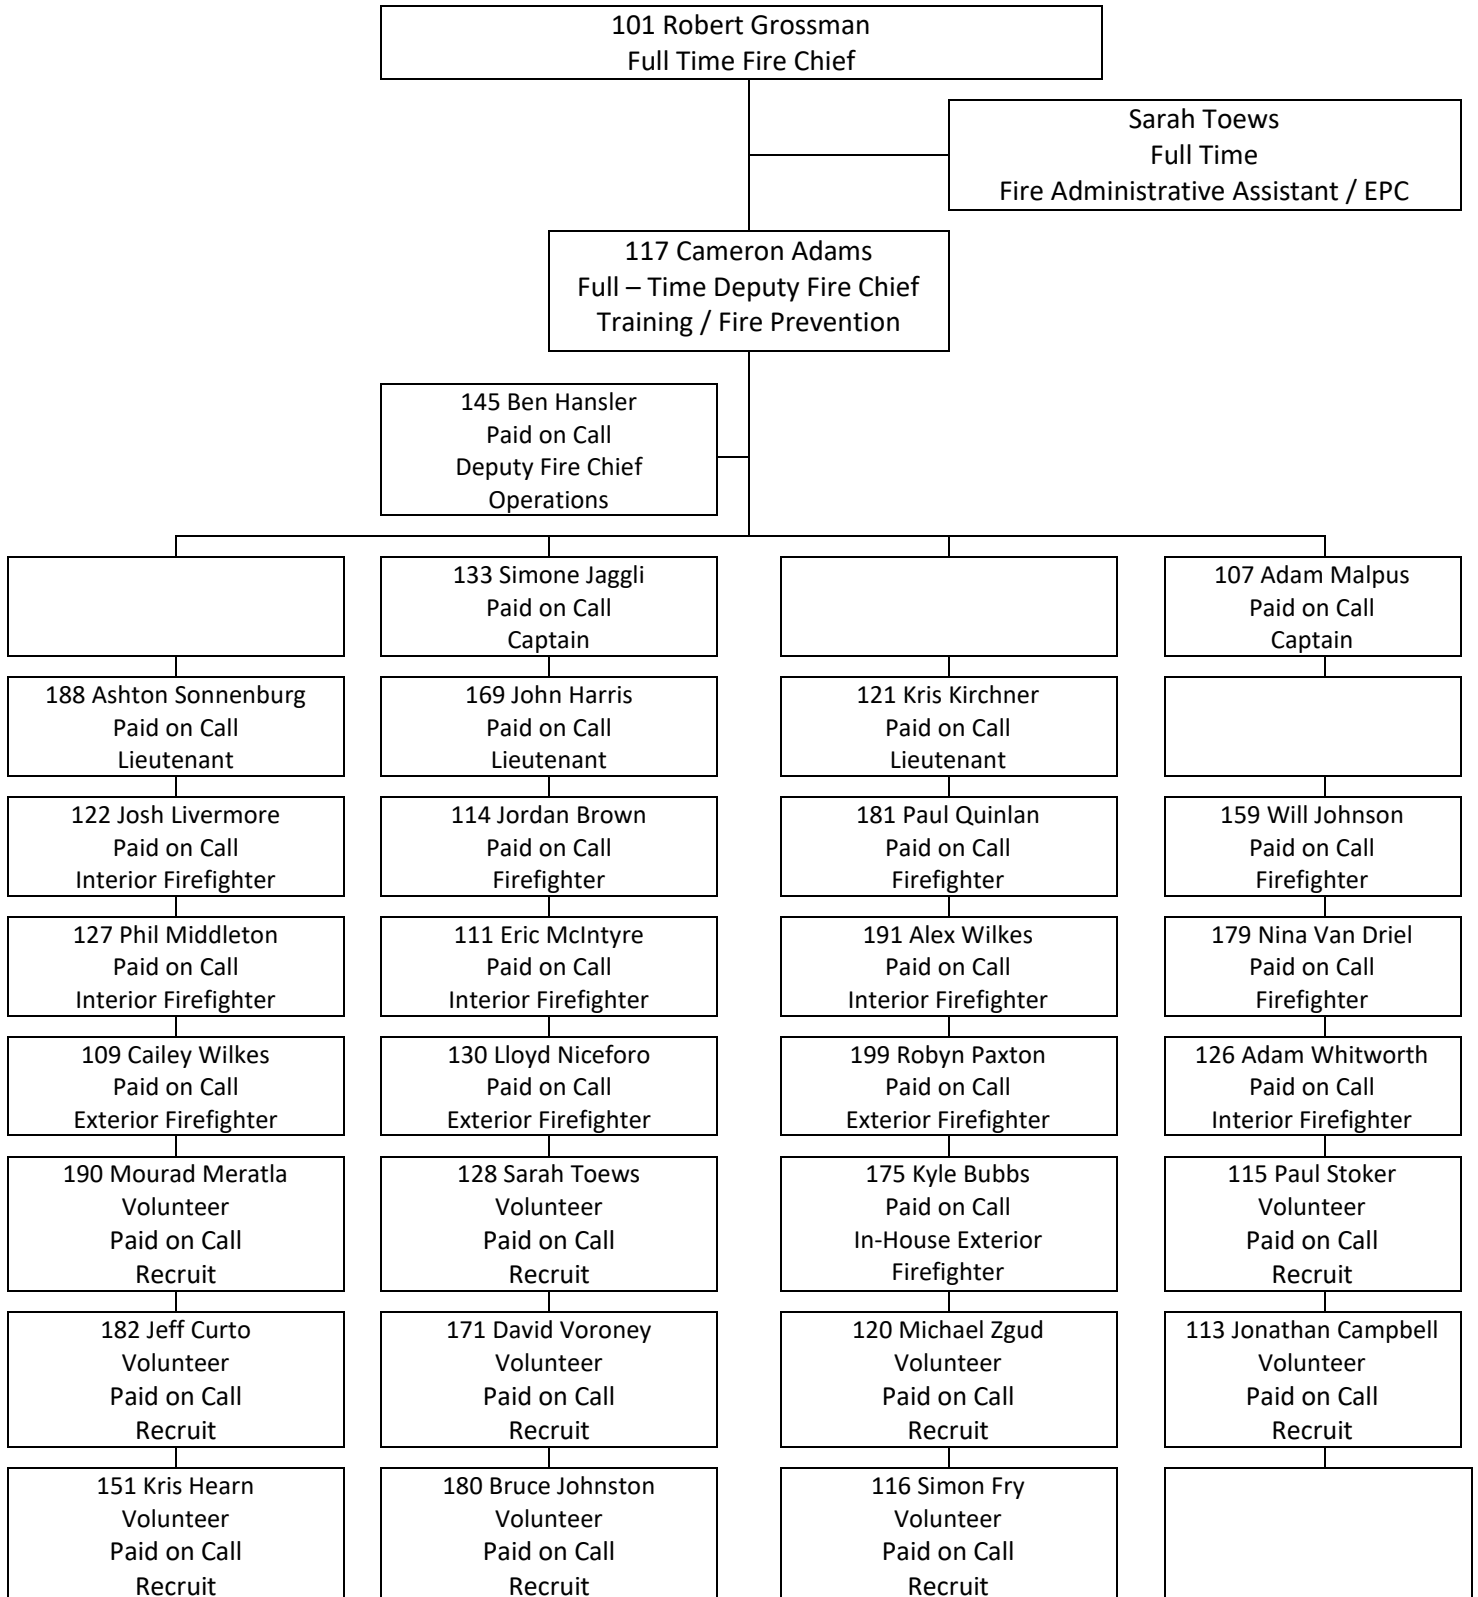 101 Robert Grossman
Full Time Fire Chief
Sarah Toews
Full Time
Fire Administrative Assistant / EPC
117 Cameron Adams
Full – Time Deputy Fire Chief
Training / Fire Prevention
145 Ben Hansler
Paid on Call
Deputy Fire Chief
Operations
133 Simone Jaggli
Paid on Call
Captain
107 Adam Malpus
Paid on Call
Captain
188 Ashton Sonnenburg
Paid on Call
Lieutenant
169 John Harris
Paid on Call
Lieutenant
121 Kris Kirchner
Paid on Call
Lieutenant
122 Josh Livermore
Paid on Call
Interior Firefighter
114 Jordan Brown
Paid on Call
Firefighter
181 Paul Quinlan
Paid on Call
Firefighter
159 Will Johnson
Paid on Call
Firefighter
127 Phil Middleton
Paid on Call
Interior Firefighter
111 Eric McIntyre
Paid on Call
Interior Firefighter
191 Alex Wilkes
Paid on Call
Interior Firefighter
179 Nina Van Driel
Paid on Call
Firefighter
109 Cailey Wilkes
Paid on Call
Exterior Firefighter
130 Lloyd Niceforo
Paid on Call
Exterior Firefighter
199 Robyn Paxton
Paid on Call
Exterior Firefighter
126 Adam Whitworth
Paid on Call
Interior Firefighter
190 Mourad Meratla
Volunteer
Paid on Call
Recruit
128 Sarah Toews
Volunteer
Paid on Call
Recruit
175 Kyle Bubbs
Paid on Call
In-House Exterior
Firefighter
115 Paul Stoker
Volunteer
Paid on Call
Recruit
182 Jeff Curto
Volunteer
Paid on Call
Recruit
171 David Voroney
Volunteer
Paid on Call
Recruit
120 Michael Zgud
Volunteer
Paid on Call
Recruit
113 Jonathan Campbell
Volunteer
Paid on Call
Recruit
151 Kris Hearn
Volunteer
Paid on Call
Recruit
180 Bruce Johnston
Volunteer
Paid on Call
Recruit
116 Simon Fry
Volunteer
Paid on Call
Recruit